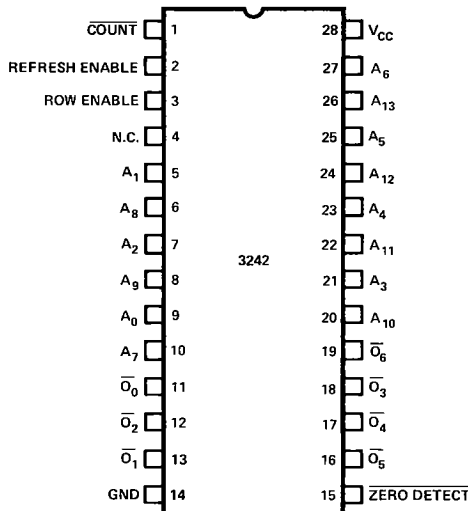 COUNT 1 28 VCC
REFRESH ENABLE 2 27 A6
ROW ENABLE 3 26 A13
N.C. 4 25 A5
A1 5 24 A12
A8 6 23 A4
A2 7 22 A11
3242
A9 8 21 A3
A0 9 20 A10
A7 10 19 O6
O0 11 18 O3
O2 12 17 O4
O1 13 16 O5
GND 14 15 ZERO DETECT